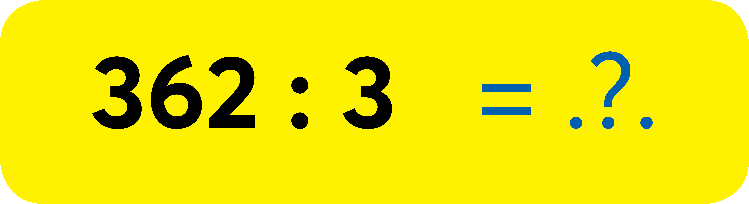 362 : 3 = .?.